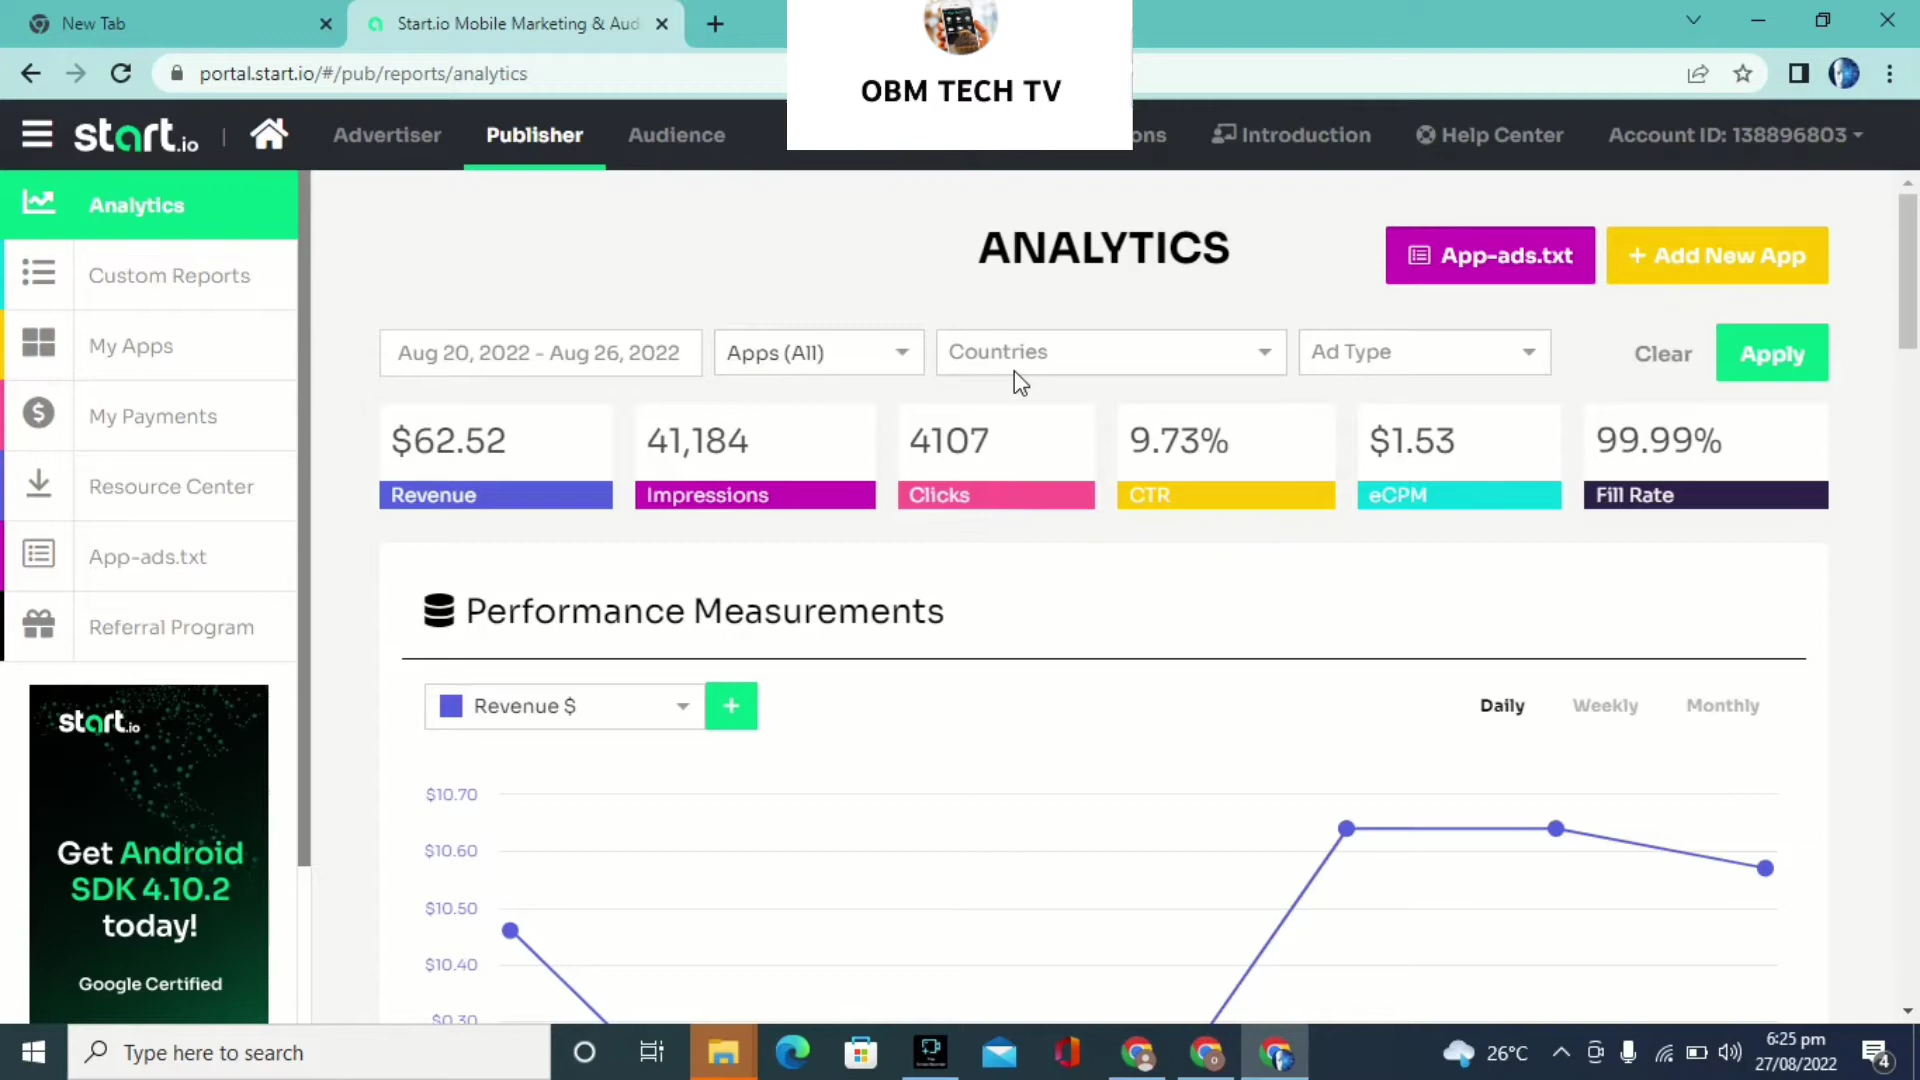 New Tab
Start.io Mobile Marketing & Aud
portal.start.io/#/pub/reports/analytics
OBM TECH TV
start.io
Advertiser
Publisher
Audience
ons
Introduction
Help Center
Account ID: 138896803
Analytics
Custom Reports
My Apps
My Payments
Resource Center
App-ads.txt
Referral Program
ANALYTICS
App-ads.txt
+ Add New App
Aug 20, 2022 - Aug 26, 2022
Apps (All)
Countries
Ad Type
Clear
Apply
$62.52
Revenue
41,184
Impressions
4107
Clicks
9.73%
CTR
$1.53
eCPM
99.99%
Fill Rate
Performance Measurements
Revenue $
+
Daily
Weekly
Monthly
$10.70
$10.60
$10.50
$10.40
start.io
Get Android
SDK 4.10.2
today!
Google Certified
Type here to search
26°C
6:25 pm
27/08/2022
4